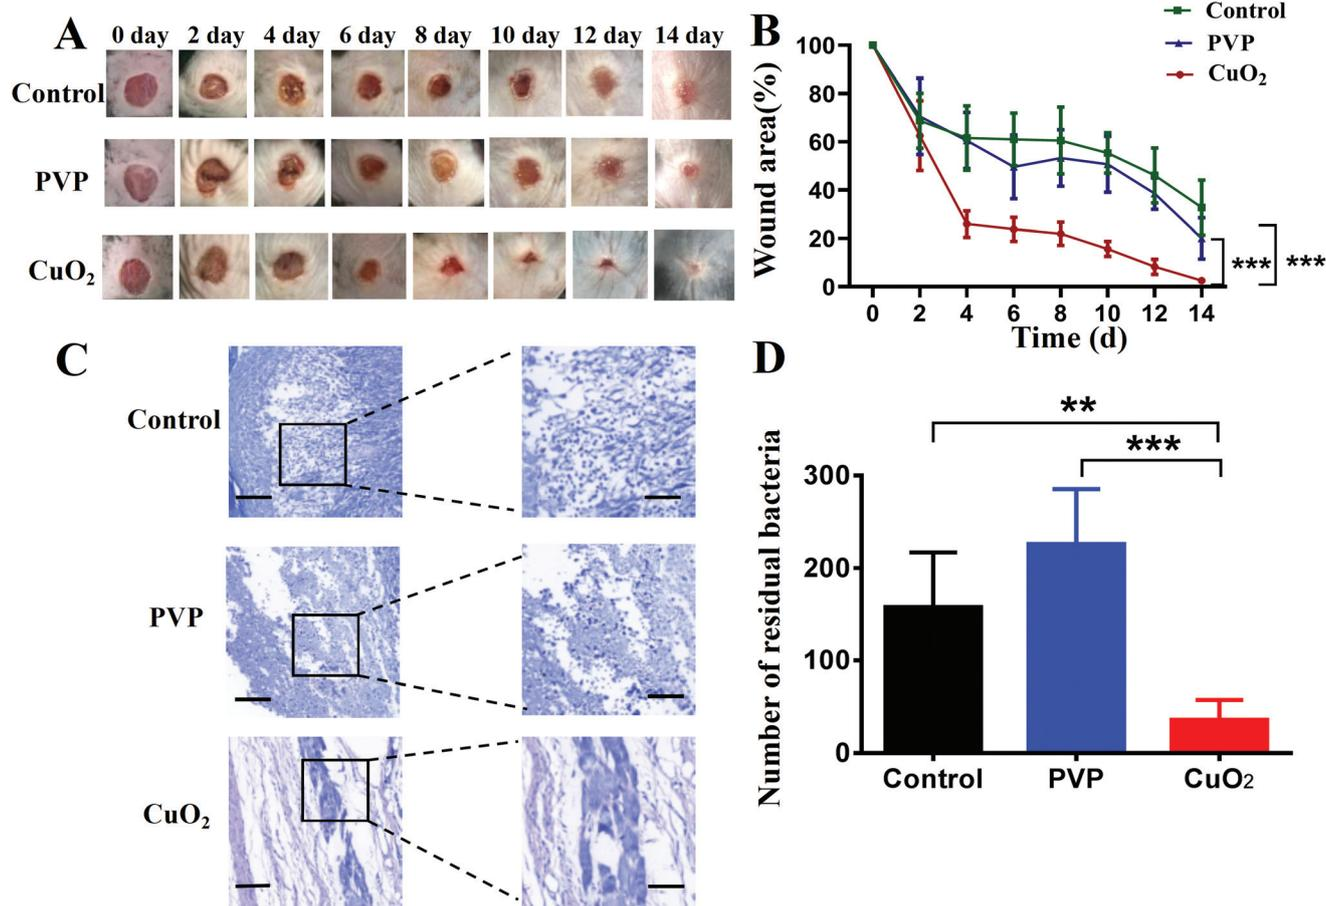 A
0 day 2 day 4 day 6 day 8 day 10 day 12 day 14 day
Control
PVP
CuO₂
B
Control
PVP
CuO₂
Wound area(%)
100
80
60
40
20
0
0 2 4 6 8 10 12 14
Time (d)
***
***
C
Control
PVP
CuO₂
D
**
***
Number of residual bacteria
300
200
100
0
Control PVP CuO2